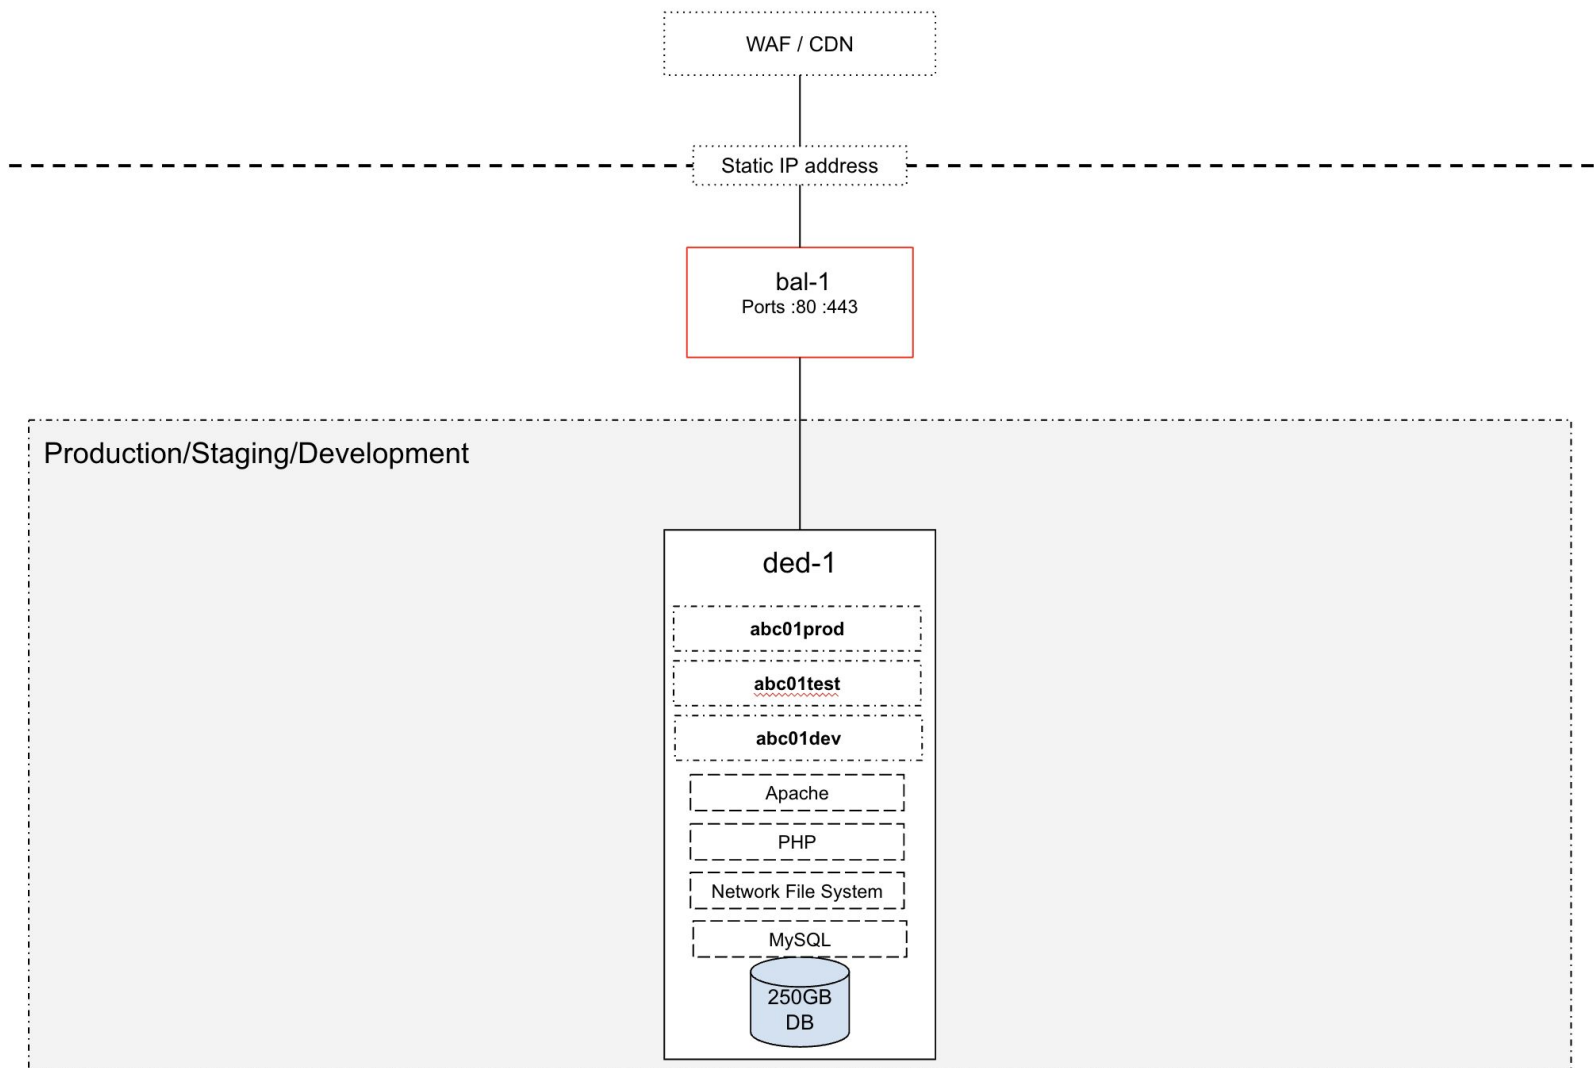 WAF / CDN
Static IP address
bal-1
Ports :80 :443
Production/Staging/Development
ded-1
abc01prod
abc01test
abc01dev
Apache
PHP
Network File System
MySQL
250GB
DB